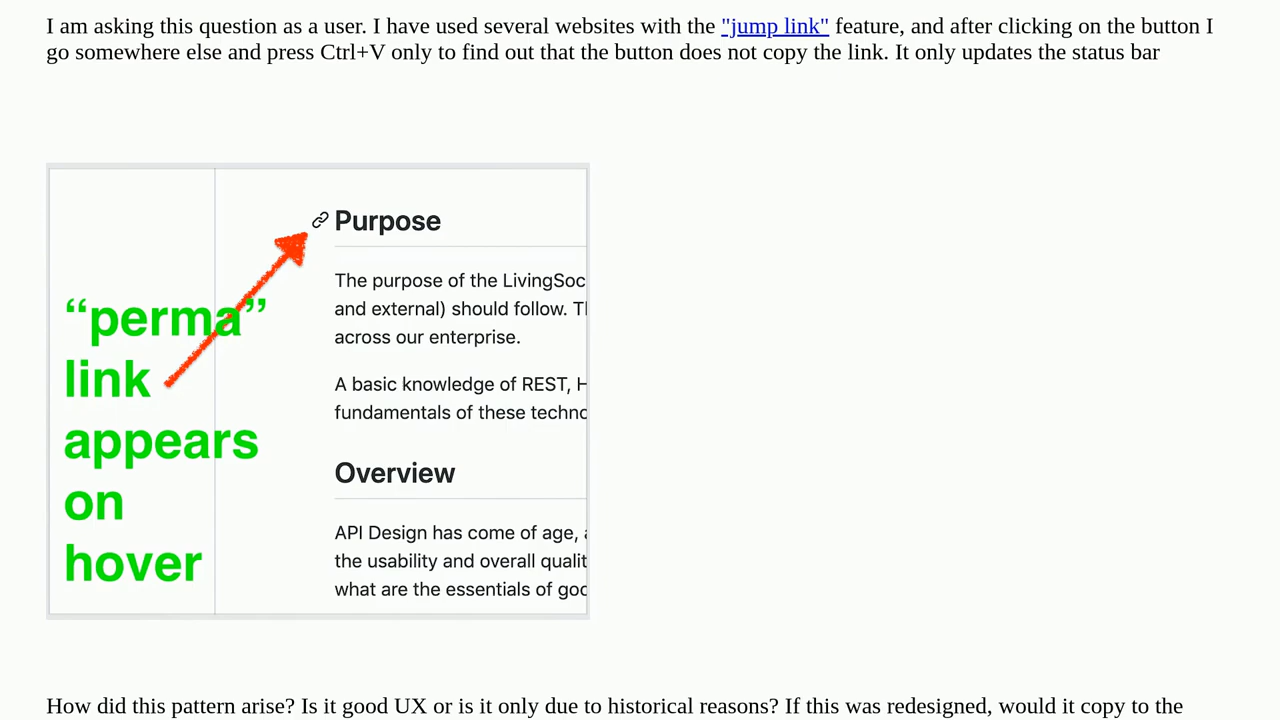 I am asking this question as a user. I have used several websites with the "jump link" feature, and after clicking on the button I
go somewhere else and press Ctrl+V only to find out that the button does not copy the link. It only updates the status bar
Purpose
The purpose of the LivingSoc
and external) should follow. Tl
across our enterprise.
A basic knowledge of REST, H
fundamentals of these techno
“perma”
link
appears
on
hover
Overview
API Design has come of age,
the usability and overall qualit
what are the essentials of goo
How did this pattern arise? Is it good UX or is it only due to historical reasons? If this was redesigned, would it copy to the